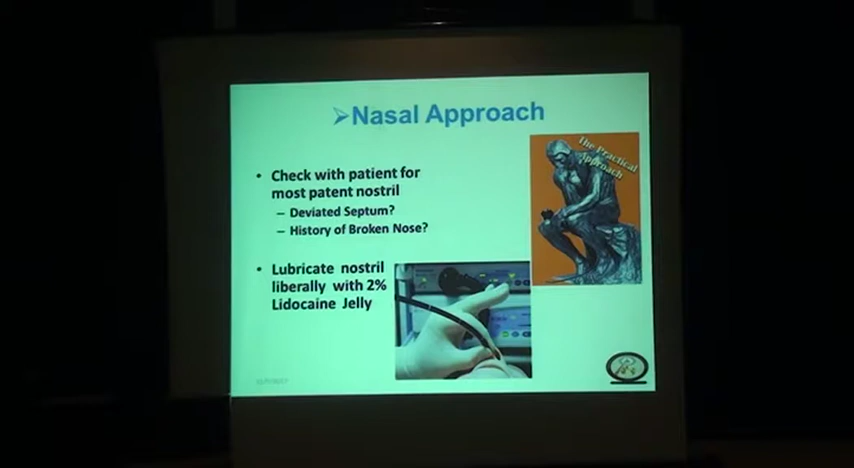 ➢Nasal Approach
The Practical
Approach
• Check with patient for
most patent nostril
– Deviated Septum?
– History of Broken Nose?
• Lubricate nostril
liberally with 2%
Lidocaine Jelly